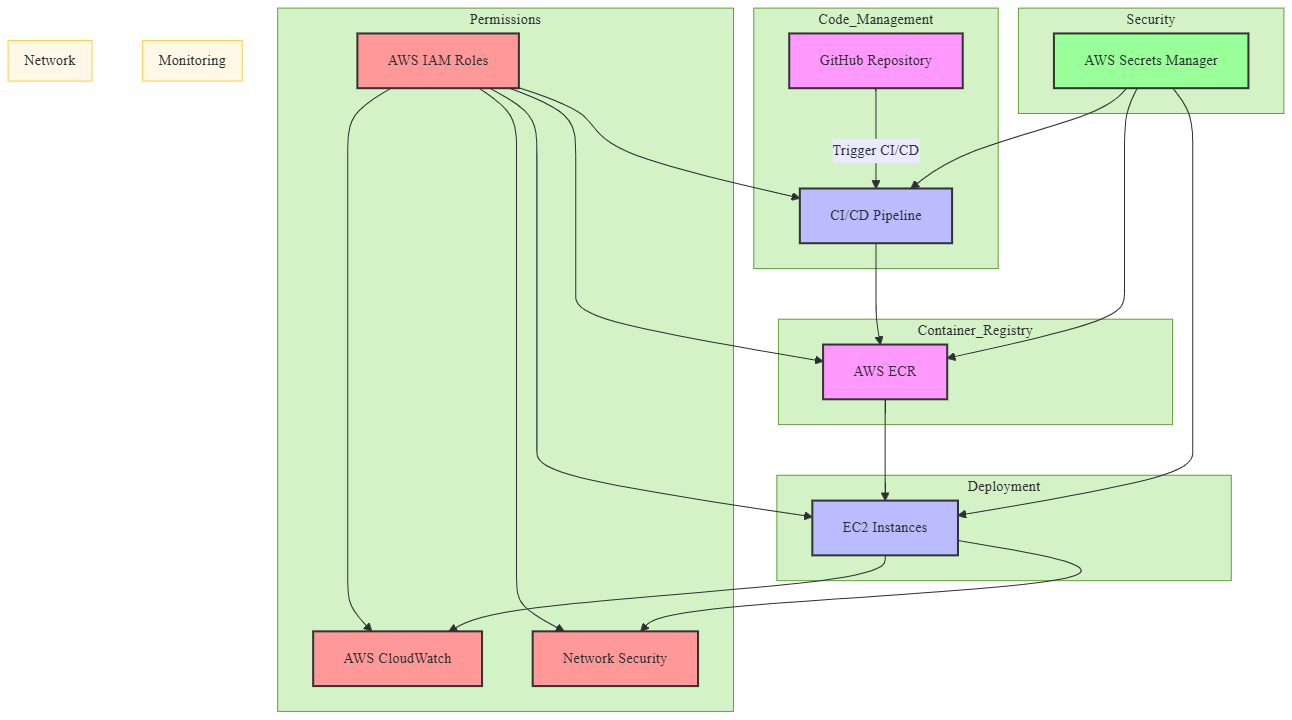 Permissions
Code_Management
Security
Network
Monitoring
AWS IAM Roles
GitHub Repository
AWS Secrets Manager
Trigger CI/CD
CI/CD Pipeline
Container_Registry
AWS ECR
Deployment
EC2 Instances
AWS CloudWatch
Network Security